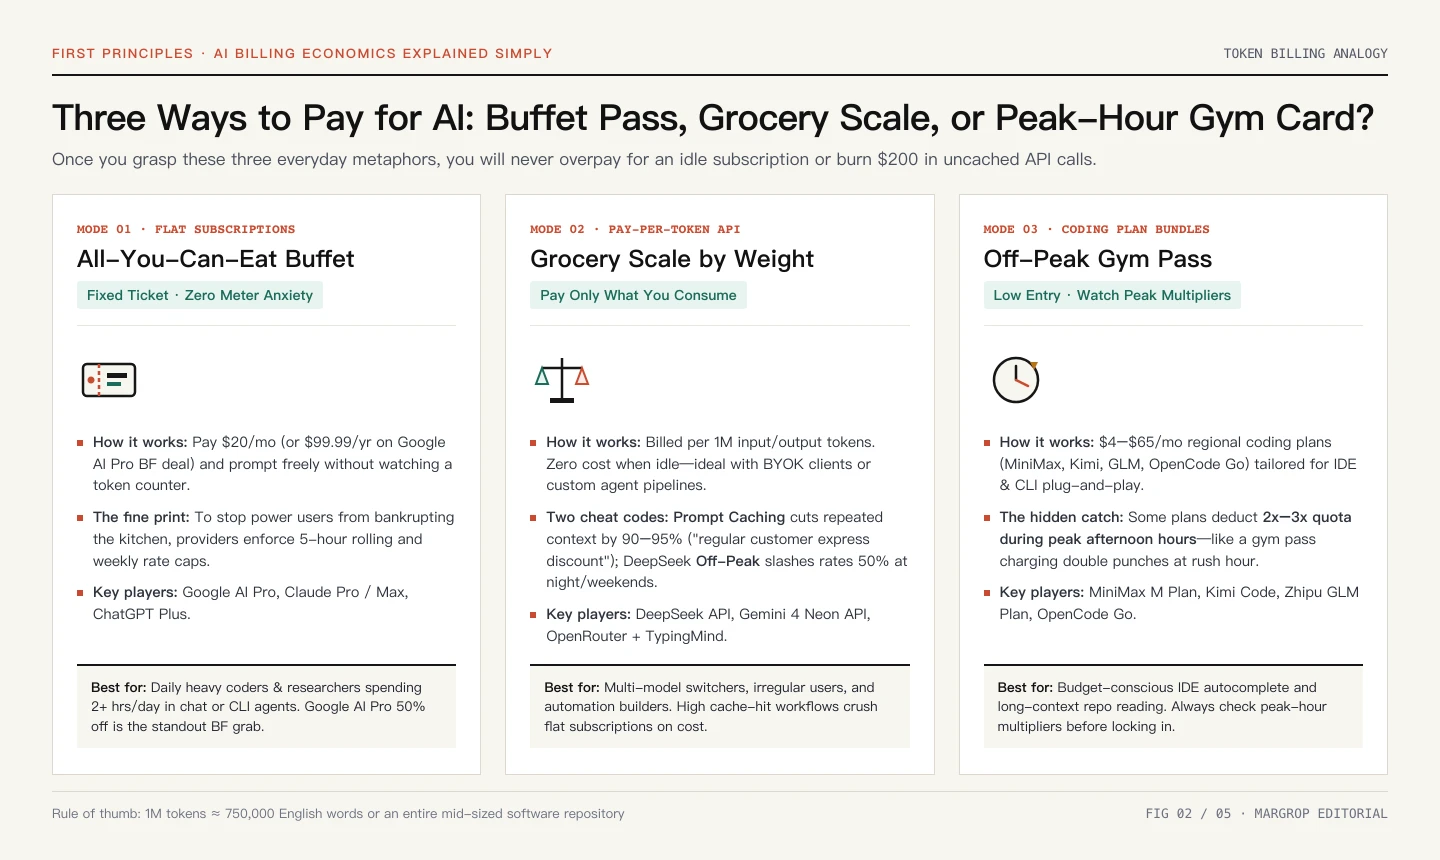 FIRST PRINCIPLES · AI BILLING ECONOMICS EXPLAINED SIMPLY
TOKEN BILLING ANALOGY
Three Ways to Pay for AI: Buffet Pass, Grocery Scale, or Peak–Hour Gym Card?
Once you grasp these three everyday metaphors, you will never overpay for an idle subscription or burn $200 in uncached API calls.
MODE 01 · FLAT SUBSCRIPTIONS
All–You–Can–Eat Buffet
Fixed Ticket · Zero Meter Anxiety
How it works: Pay $20/mo (or $99.99/yr on Google
AI Pro BF deal) and prompt freely without watching a
token counter.
The fine print: To stop power users from bankrupting
the kitchen, providers enforce 5–hour rolling and
weekly rate caps.
Key players: Google AI Pro, Claude Pro / Max,
ChatGPT Plus.
Best for: Daily heavy coders & researchers spending
2+ hrs/day in chat or CLI agents. Google AI Pro 50%
off is the standout BF grab.
MODE 02 · PAY–PER–TOKEN API
Grocery Scale by Weight
Pay Only What You Consume
How it works: Billed per 1M input/output tokens.
Zero cost when idle—ideal with BYOK clients or
custom agent pipelines.
Two cheat codes: Prompt Caching cuts repeated
context by 90–95% ("regular customer express
discount"); DeepSeek Off–Peak slashes rates 50% at
night/weekends.
Key players: DeepSeek API, Gemini 4 Neon API,
OpenRouter + TypingMind.
Best for: Multi–model switchers, irregular users, and
automation builders. High cache–hit workflows crush
flat subscriptions on cost.
MODE 03 · CODING PLAN BUNDLES
Off–Peak Gym Pass
Low Entry · Watch Peak Multipliers
How it works: $4–$65/mo regional coding plans
(MiniMax, Kimi, GLM, OpenCode Go) tailored for IDE
& CLI plug–and–play.
The hidden catch: Some plans deduct 2x–3x quota
during peak afternoon hours—like a gym pass
charging double punches at rush hour.
Key players: MiniMax M Plan, Kimi Code, Zhipu GLM
Plan, OpenCode Go.
Best for: Budget–conscious IDE autocomplete and
long–context repo reading. Always check peak–hour
multipliers before locking in.
Rule of thumb: 1M tokens ≈ 750,000 English words or an entire mid–sized software repository
FIG 02 / 05 · MARGROP EDITORIAL